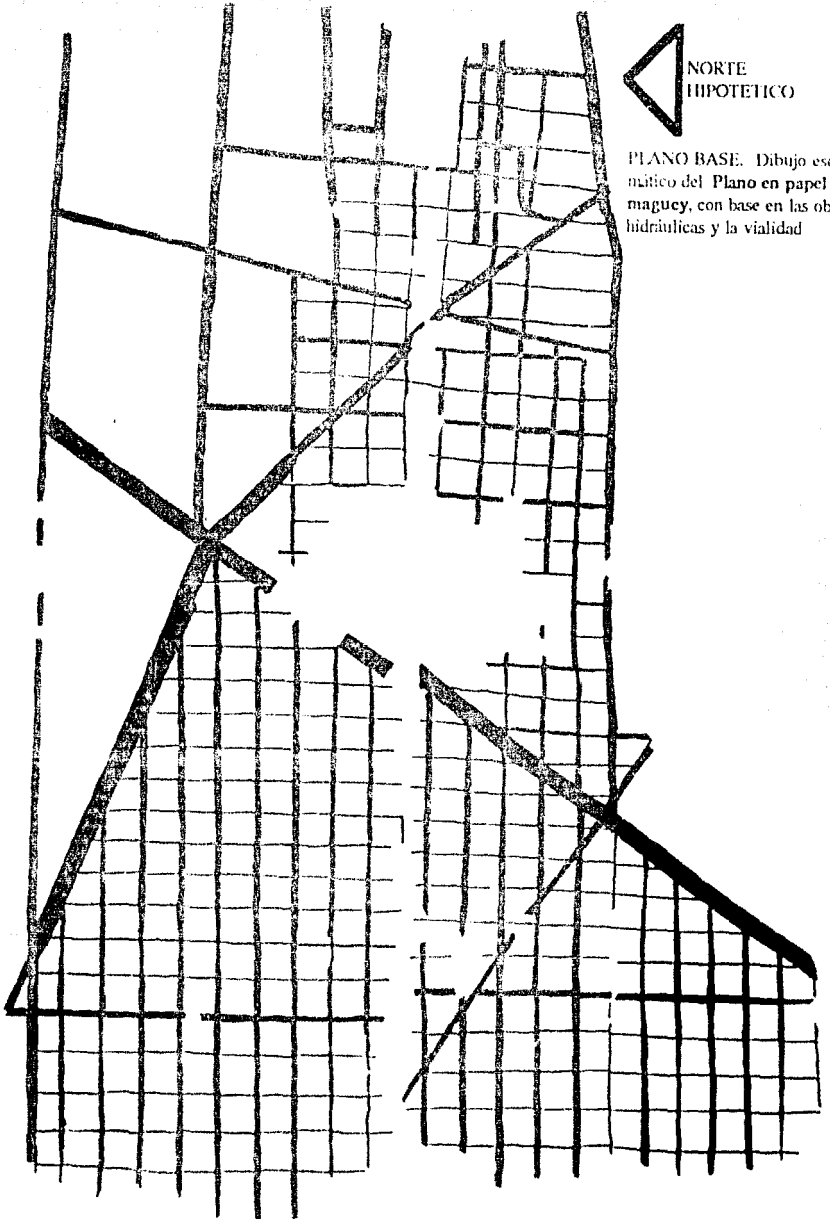 NORTE
HIPOTETICO
PLANO BASE. Dibujo esq
mático del Plano en papel
maguey, con base en las ob
hidráulicas y la vialidad